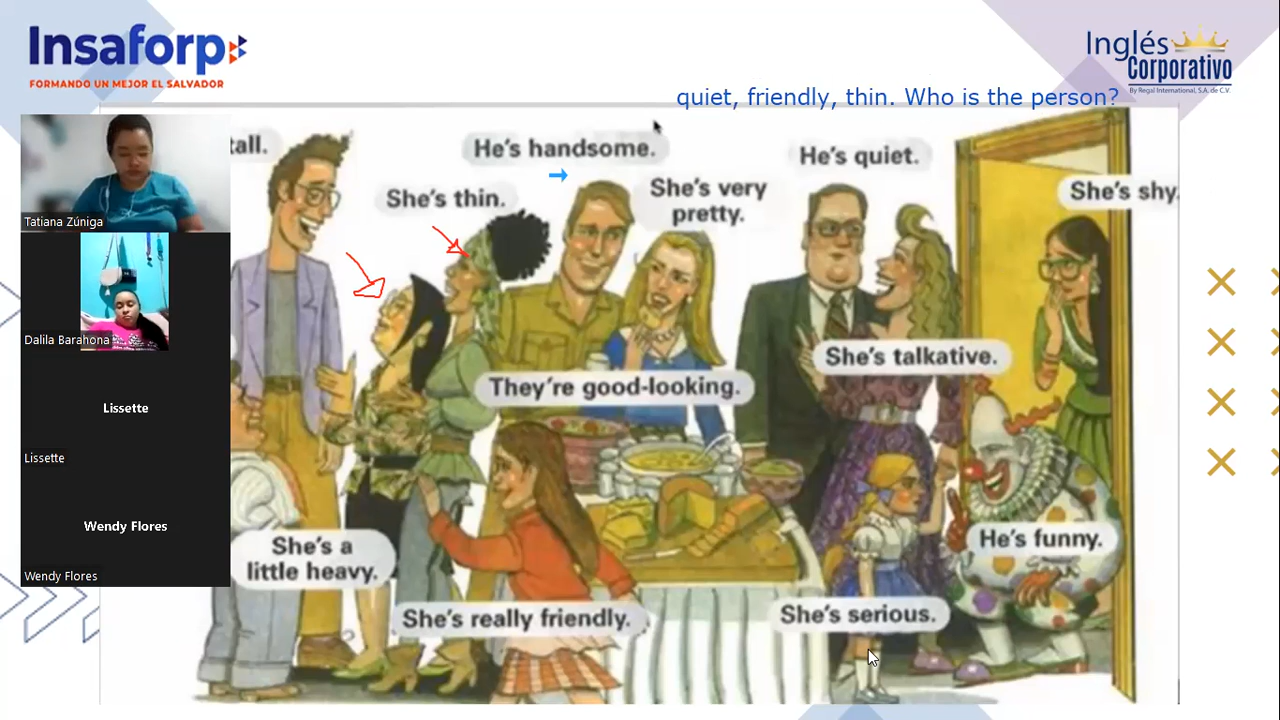 Insaforp
FORMANDO UN MEJOR EL SALVADOR
Inglés
Corporativo
By Regal International, S.A. de C.V.
quiet, friendly, thin. Who is the person?
tall.
He's handsome.
He's quiet.
She's thin.
She's very
pretty.
She's shy.
Tatiana Zúniga
Dalila Barahona
She's talkative.
They're good-looking.
Lissette
Lissette
Wendy Flores
Wendy Flores
She's a
little heavy.
He's funny.
She's really friendly.
She's serious.